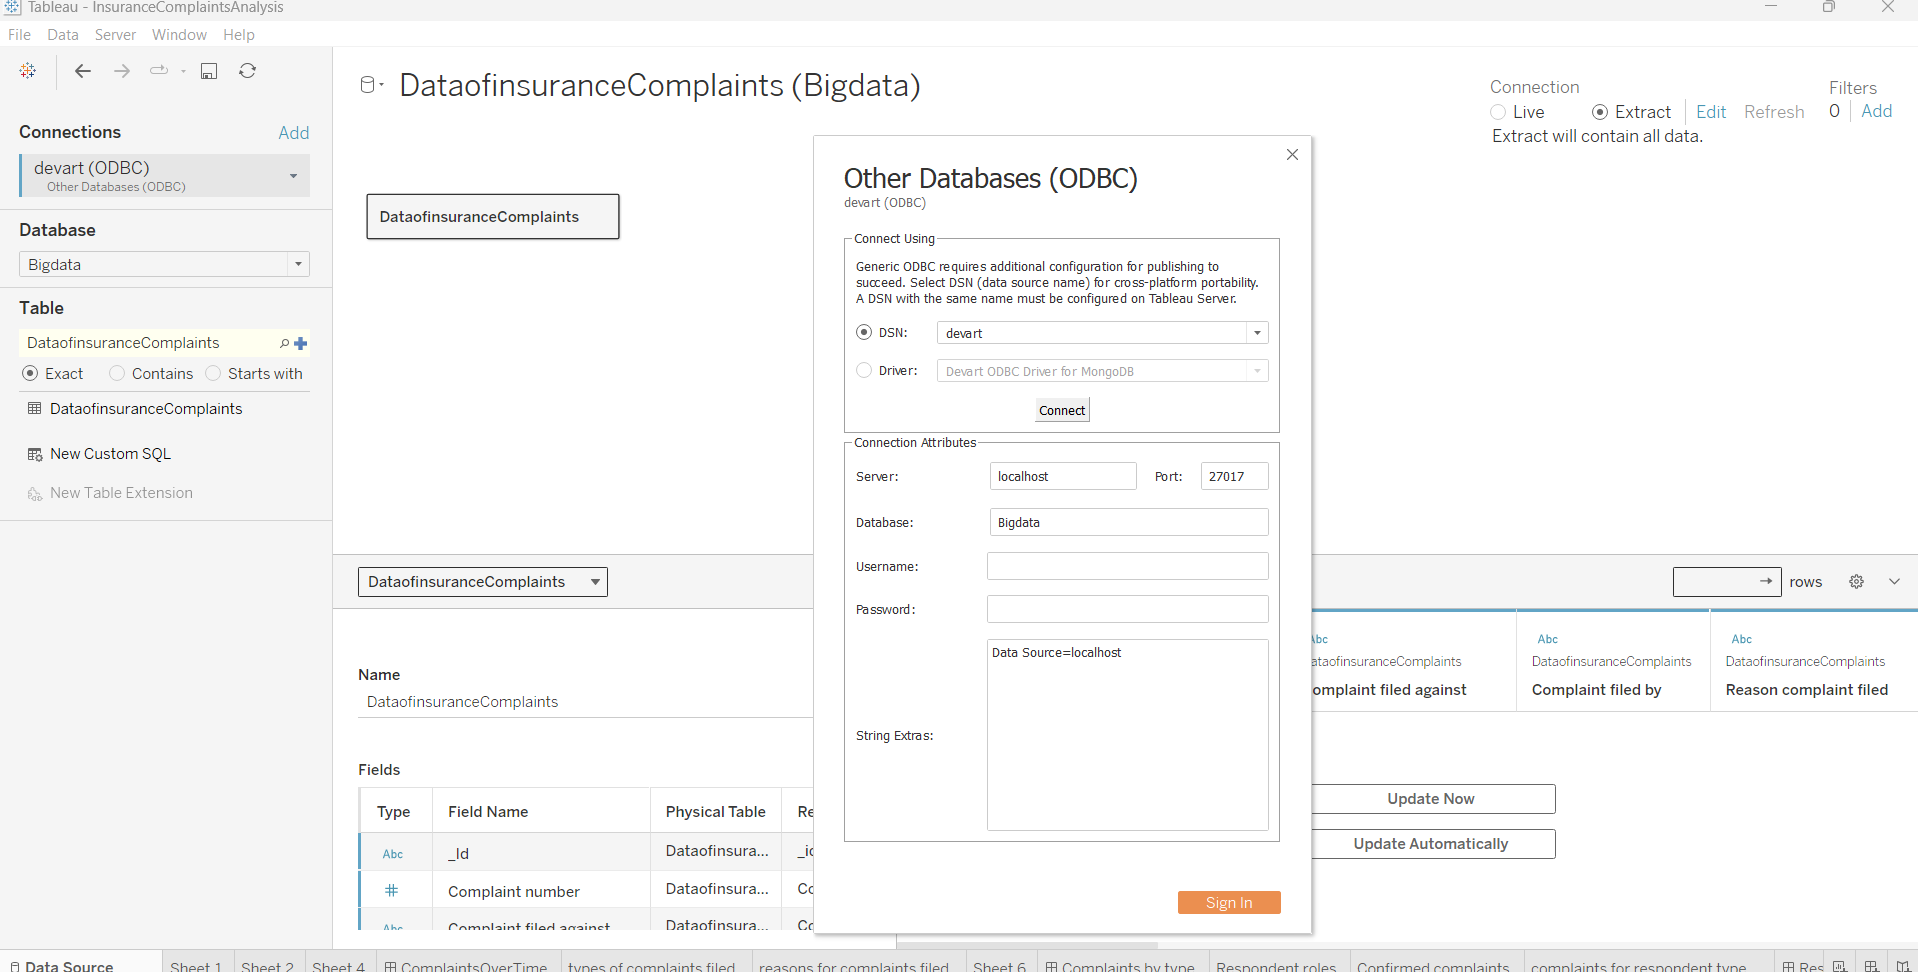 Tableau - InsuranceComplaintsAnalysis
File Data Server Window Help
Connections Add
devart (ODBC)
Other Databases (ODBC)
Database
Bigdata
Table
DataofinsuranceComplaints
Exact Contains Starts with
DataofinsuranceComplaints
New Custom SQL
New Table Extension
DataofinsuranceComplaints (Bigdata)
Connection
Live Extract Edit Refresh
Extract will contain all data.
Filters
0 Add
DataofinsuranceComplaints
Other Databases (ODBC)
devart (ODBC)
Connect Using
Generic ODBC requires additional configuration for publishing to
succeed. Select DSN (data source name) for cross-platform portability.
A DSN with the same name must be configured on Tableau Server.
DSN: devart
Driver: Devart ODBC Driver for MongoDB
Connect
Connection Attributes
Server: localhost Port: 27017
Database: Bigdata
Username:
Password:
Data Source=localhost
String Extras:
Sign In
DataofinsuranceComplaints
rows
Name
DataofinsuranceComplaints
Fields
Type Field Name Physical Table Re
Abc _Id Dataofinsura... _ic
# Complaint number Dataofinsura... Co
Abc Complaint filed against Dataofinsura... Co
Abc Abc Abc
ataofinsuranceComplaints DataofinsuranceComplaints DataofinsuranceComplaints
omplaint filed against Complaint filed by Reason complaint filed
Update Now
Update Automatically
Data Source Sheet 1 Sheet 2 Sheet 4 ComplaintsOverTime types of complaints filed reasons for complaints filed Sheet 6 Complaints by type Respondent roles Confirmed complaints complaints for respondent type Res